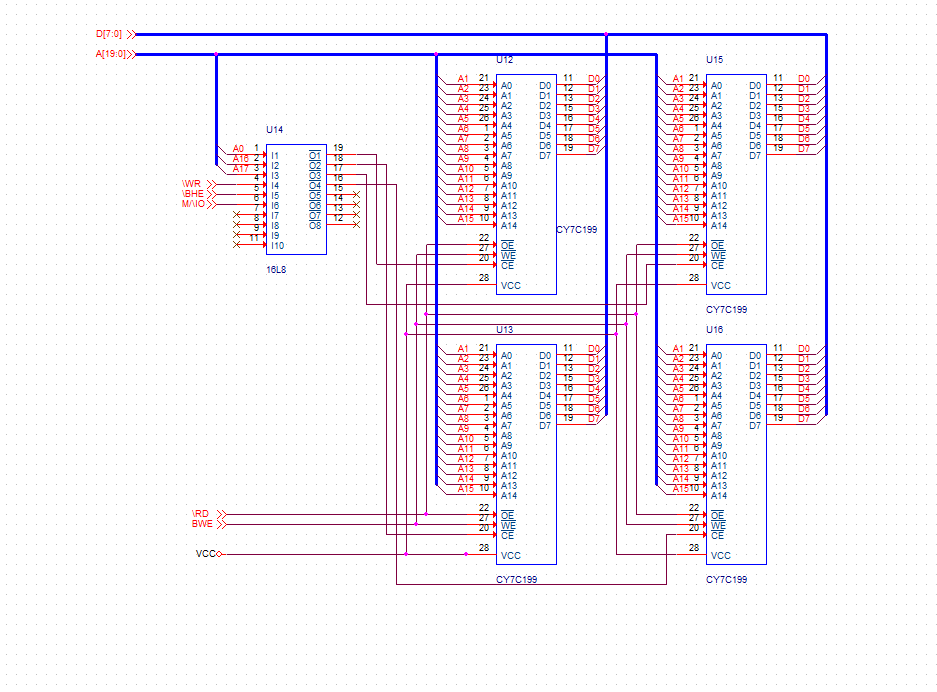 D[7:0]
A[19:0]
U14
A0 1 I1 O1 19
A16 2 I2 O2 18
A17 3 I3 O3 17
\WR 4 I4 O4 16
\BHE 5 I5 O5 15
M/\IO 6 I6 O6 14
7 I7 O7 13
8 I8 O8 12
9 I9
11 I10
16L8
U12
A1 21 A0 D0 11 D0
A2 23 A1 D1 12 D1
A3 24 A2 D2 13 D2
A4 25 A3 D3 15 D3
A5 26 A4 D4 16 D4
A6 1 A5 D5 17 D5
A7 2 A6 D6 18 D6
A8 3 A7 D7 19 D7
A9 4 A8
A10 5 A9
A11 6 A10
A12 7 A11
A13 8 A12
A14 9 A13
A15 10 A14
22 OE
27 WE
20 CE
28 VCC
CY7C199
U15
A1 21 A0 D0 11 D0
A2 23 A1 D1 12 D1
A3 24 A2 D2 13 D2
A4 25 A3 D3 15 D3
A5 26 A4 D4 16 D4
A6 1 A5 D5 17 D5
A7 2 A6 D6 18 D6
A8 3 A7 D7 19 D7
A9 4 A8
A10 5 A9
A11 6 A10
A12 7 A11
A13 8 A12
A14 9 A13
A15 10 A14
22 OE
27 WE
20 CE
28 VCC
CY7C199
U13
A1 21 A0 D0 11 D0
A2 23 A1 D1 12 D1
A3 24 A2 D2 13 D2
A4 25 A3 D3 15 D3
A5 26 A4 D4 16 D4
A6 1 A5 D5 17 D5
A7 2 A6 D6 18 D6
A8 3 A7 D7 19 D7
A9 4 A8
A10 5 A9
A11 6 A10
A12 7 A11
A13 8 A12
A14 9 A13
A15 10 A14
\RD 22 OE
BWE 27 WE
20 CE
VCC 28 VCC
CY7C199
U16
A1 21 A0 D0 11 D0
A2 23 A1 D1 12 D1
A3 24 A2 D2 13 D2
A4 25 A3 D3 15 D3
A5 26 A4 D4 16 D4
A6 1 A5 D5 17 D5
A7 2 A6 D6 18 D6
A8 3 A7 D7 19 D7
A9 4 A8
A10 5 A9
A11 6 A10
A12 7 A11
A13 8 A12
A14 9 A13
A15 10 A14
22 OE
27 WE
20 CE
28 VCC
CY7C199